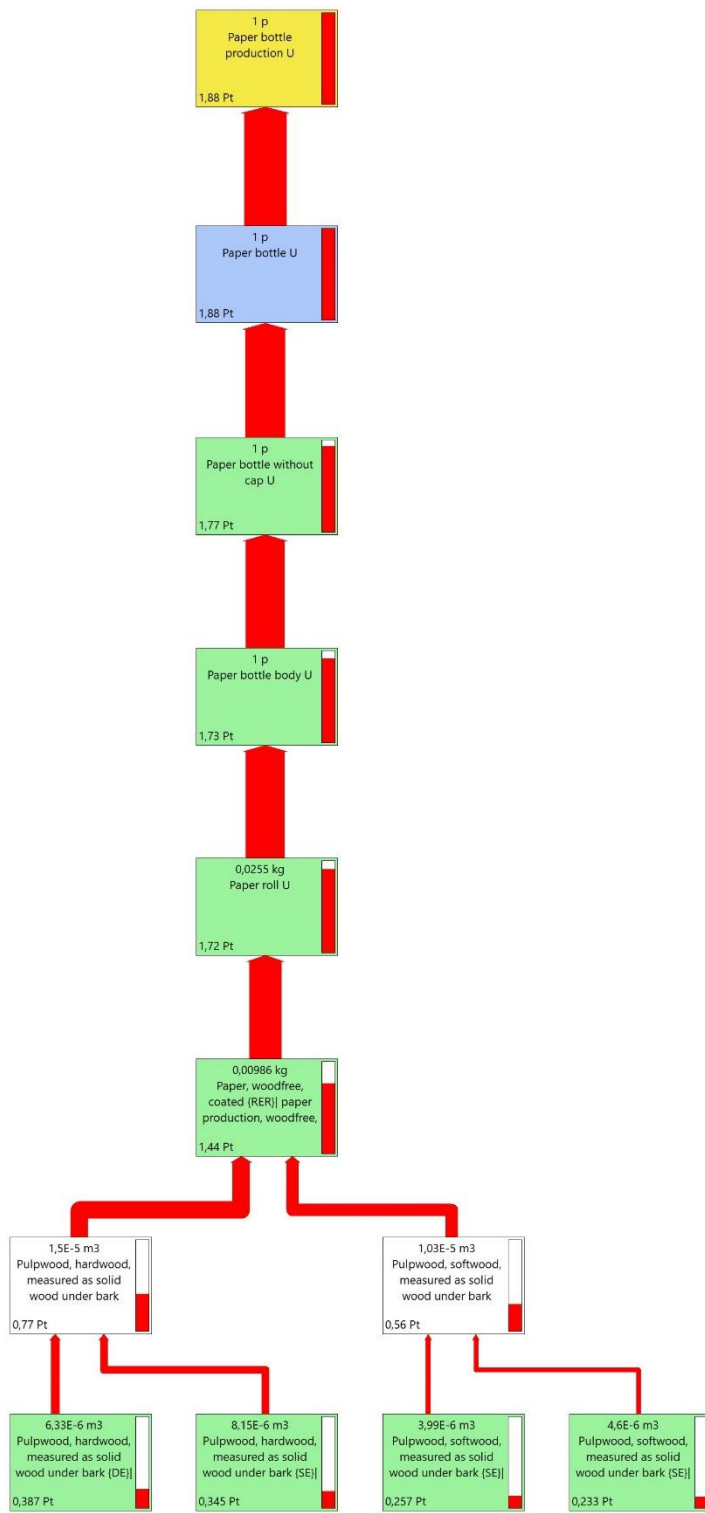 1 p
Paper bottle
production U
1,88 Pt
1 p
Paper bottle U
1,88 Pt
1 p
Paper bottle without
cap U
1,77 Pt
1 p
Paper bottle body U
1,73 Pt
0,0255 kg
Paper roll U
1,72 Pt
0,00986 kg
Paper, woodfree,
coated {RER}| paper
production, woodfree,
1,44 Pt
1,5E-5 m3
Pulpwood, hardwood,
measured as solid
wood under bark
0,77 Pt
1,03E-5 m3
Pulpwood, softwood,
measured as solid
wood under bark
0,56 Pt
6,33E-6 m3
Pulpwood, hardwood,
measured as solid
wood under bark {DE}|
0,387 Pt
8,15E-6 m3
Pulpwood, hardwood,
measured as solid
wood under bark {SE}|
0,345 Pt
3,99E-6 m3
Pulpwood, softwood,
measured as solid
wood under bark {SE}|
0,257 Pt
4,6E-6 m3
Pulpwood, softwood,
measured as solid
wood under bark {SE}|
0,233 Pt